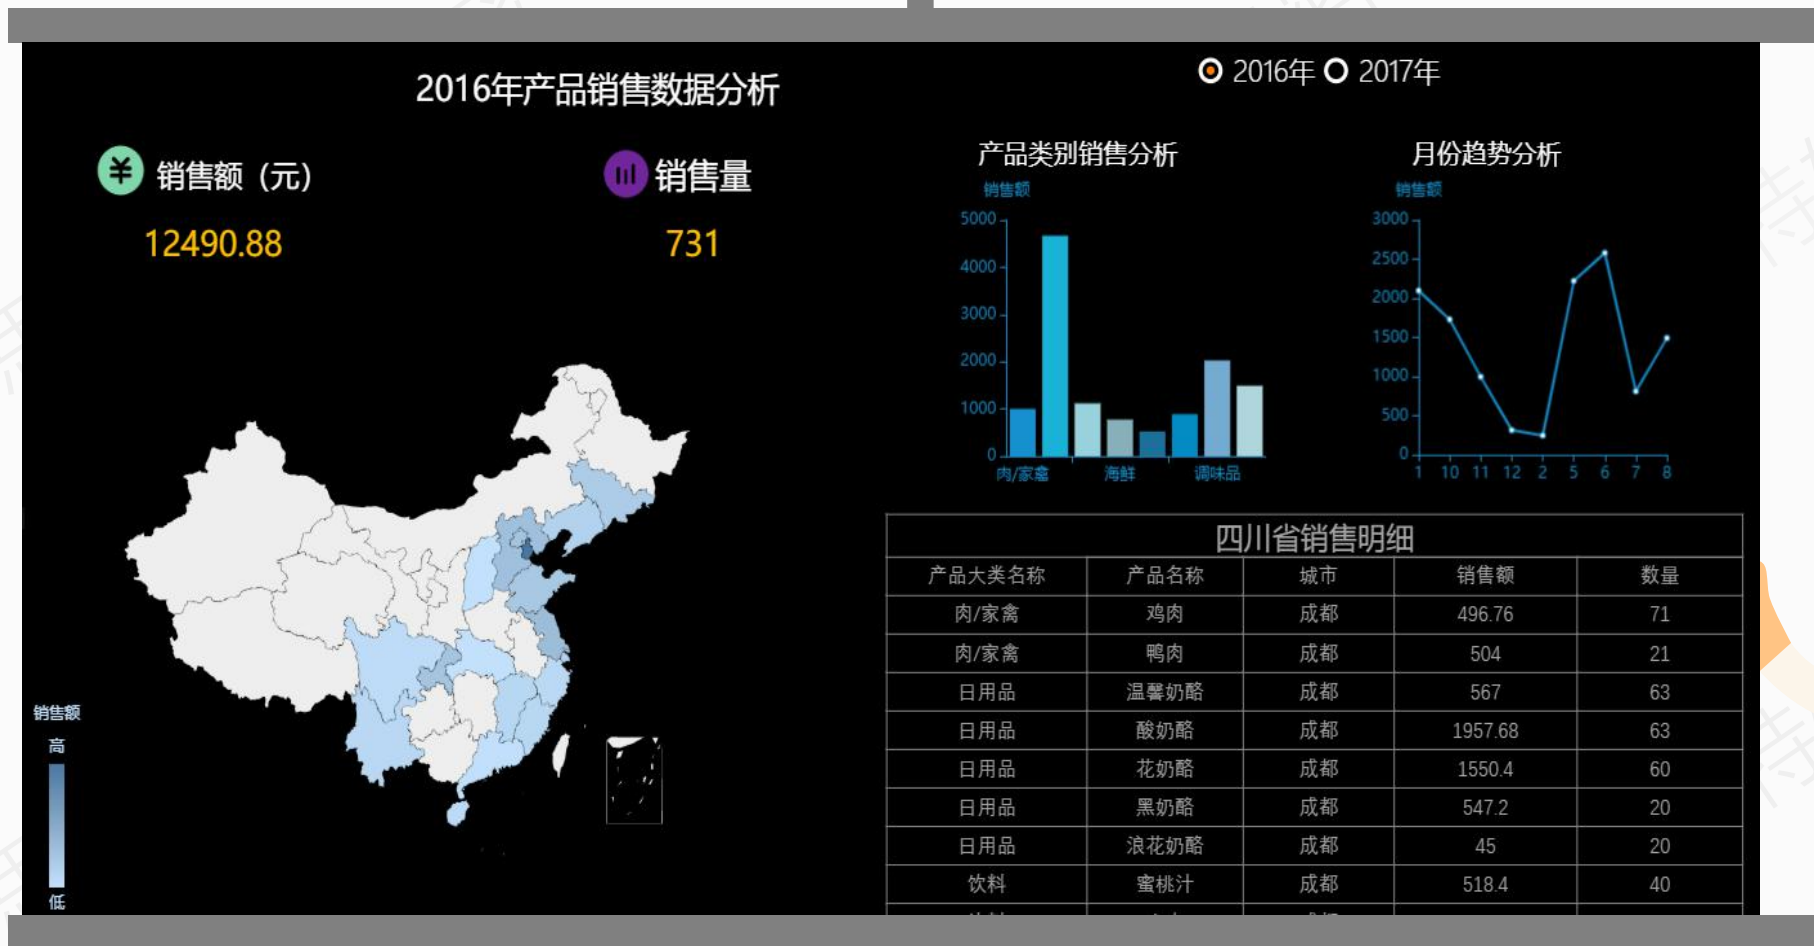 2016年产品销售数据分析
2016年 2017年
销售额（元）
12490.88
销售量
731
产品类别销售分析
销售额
5000
4000
3000
2000
1000
0
肉/家禽 海鲜 调味品
月份趋势分析
销售额
3000
2500
2000
1500
1000
500
0
1 10 11 12 2 5 6 7 8
销售额
高
低
四川省销售明细
产品大类名称 产品名称 城市 销售额 数量
肉/家禽 鸡肉 成都 496.76 71
肉/家禽 鸭肉 成都 504 21
日用品 温馨奶酪 成都 567 63
日用品 酸奶酪 成都 1957.68 63
日用品 花奶酪 成都 1550.4 60
日用品 黑奶酪 成都 547.2 20
日用品 浪花奶酪 成都 45 20
饮料 蜜桃汁 成都 518.4 40